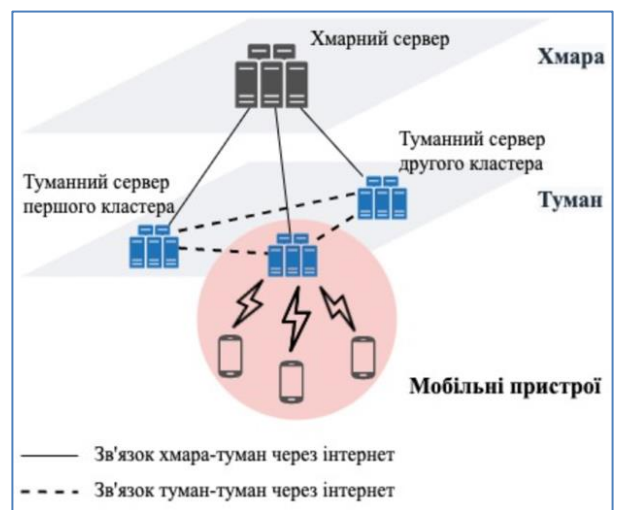 Хмарний сервер
Хмара
Туманний сервер
другого кластера
Туманний сервер
першого кластера
Туман
Мобільні пристрої
Зв'язок хмара-туман через інтернет
Зв'язок туман-туман через інтернет